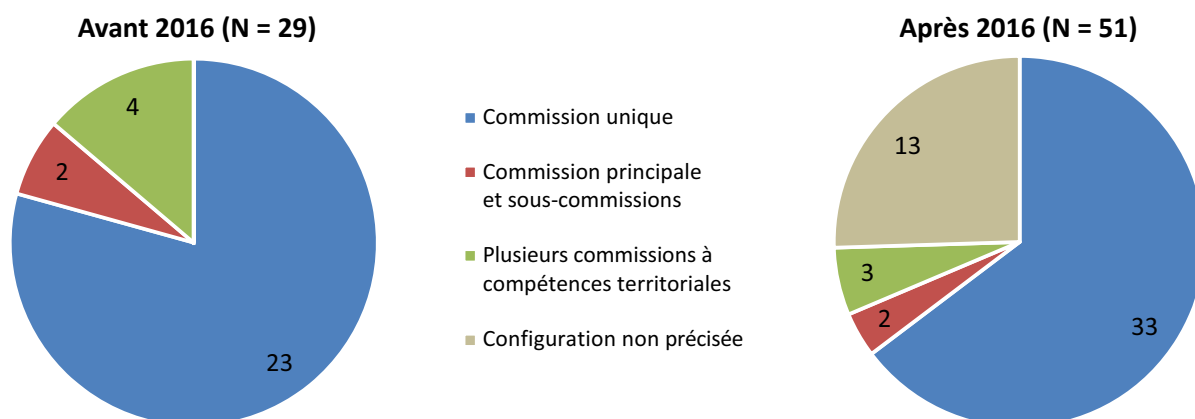 Avant 2016 (N = 29)
4
2
23
Commission unique
Commission principale
et sous-commissions
Plusieurs commissions à
compétences territoriales
Configuration non précisée
Après 2016 (N = 51)
13
3
2
33